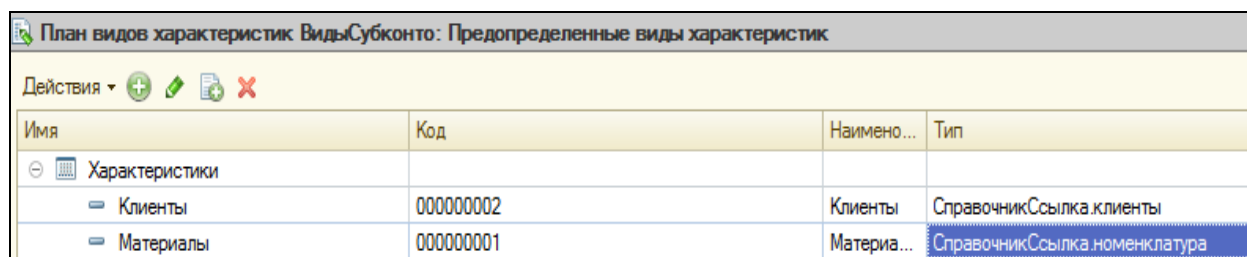 План видов характеристик ВидыСубконто: Предопределенные виды характеристик
Действия
Имя Код Наимено... Тип
Характеристики
Клиенты 000000002 Клиенты СправочникСсылка.клиенты
Материалы 000000001 Материа... СправочникСсылка.номенклатура